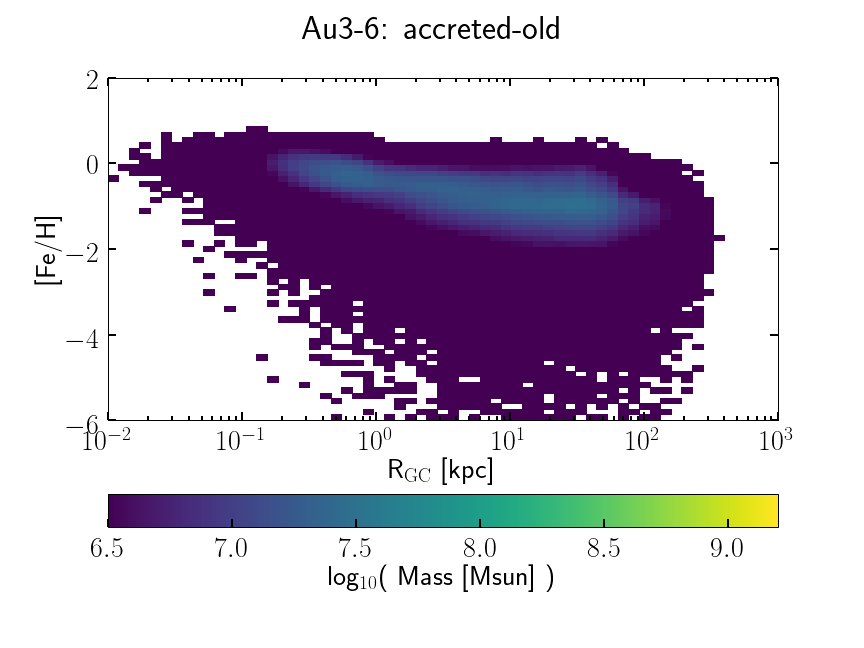 Au3-6: accreted-old
2
0
−2
−4
−6
[Fe/H]
10⁻² 10⁻¹ 10⁰ 10¹ 10² 10³
R_GC [kpc]
6.5 7.0 7.5 8.0 8.5 9.0
log₁₀( Mass [Msun] )